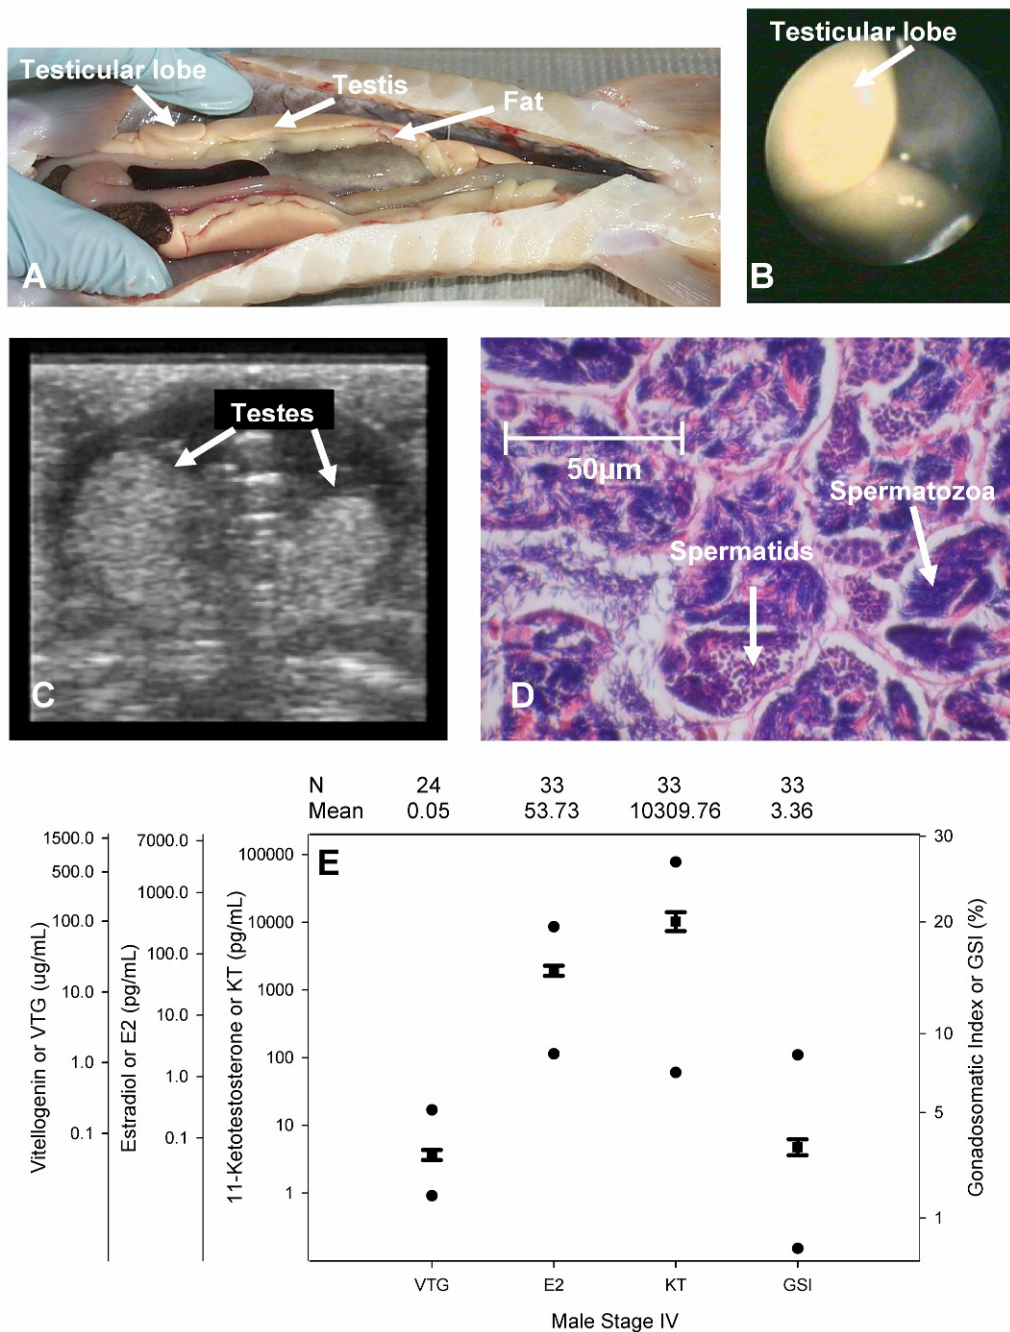 Testicular lobe
Testis
Fat
A
Testicular lobe
B
Testes
C
50µm
Spermatozoa
Spermatids
D
N 24 33 33 33
Mean 0.05 53.73 10309.76 3.36
E
Vitellogenin or VTG (ug/mL)
1500.0
500.0
100.0
10.0
1.0
0.1
Estradiol or E2 (pg/mL)
7000.0
1000.0
100.0
10.0
1.0
0.1
11-Ketotestosterone or KT (pg/mL)
100000
10000
1000
100
10
1
30
20
10
5
1
Gonadosomatic Index or GSI (%)
VTG E2 KT GSI
Male Stage IV